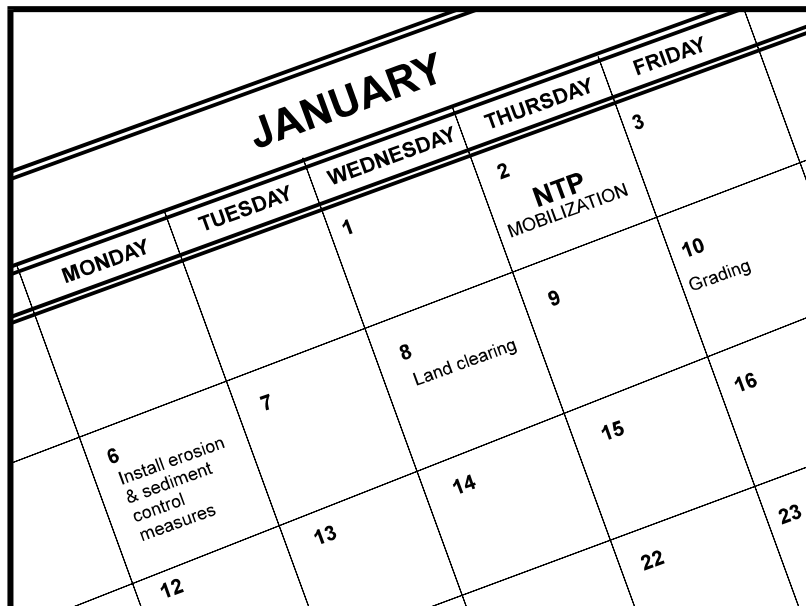 JANUARY
MONDAY
TUESDAY
WEDNESDAY
THURSDAY
FRIDAY
1
2
NTP
MOBILIZATION
3
6
Install erosion
& sediment
control
measures
7
8
Land clearing
9
10
Grading
12
13
14
15
16
22
23